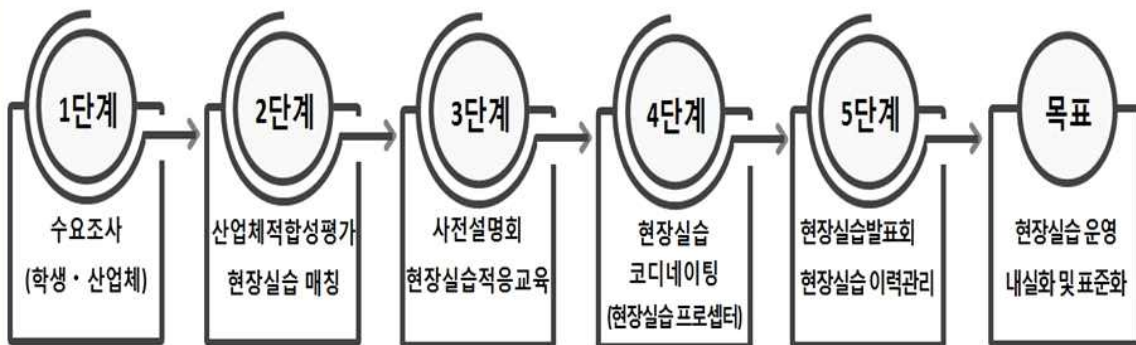 1단계
수요조사
(학생・산업체)
2단계
산업체적합성평가
현장실습 매칭
3단계
사전설명회
현장실습적응교육
4단계
현장실습
코디네이팅
(현장실습 프로셉터)
5단계
현장실습발표회
현장실습 이력관리
목표
현장실습 운영
내실화 및 표준화